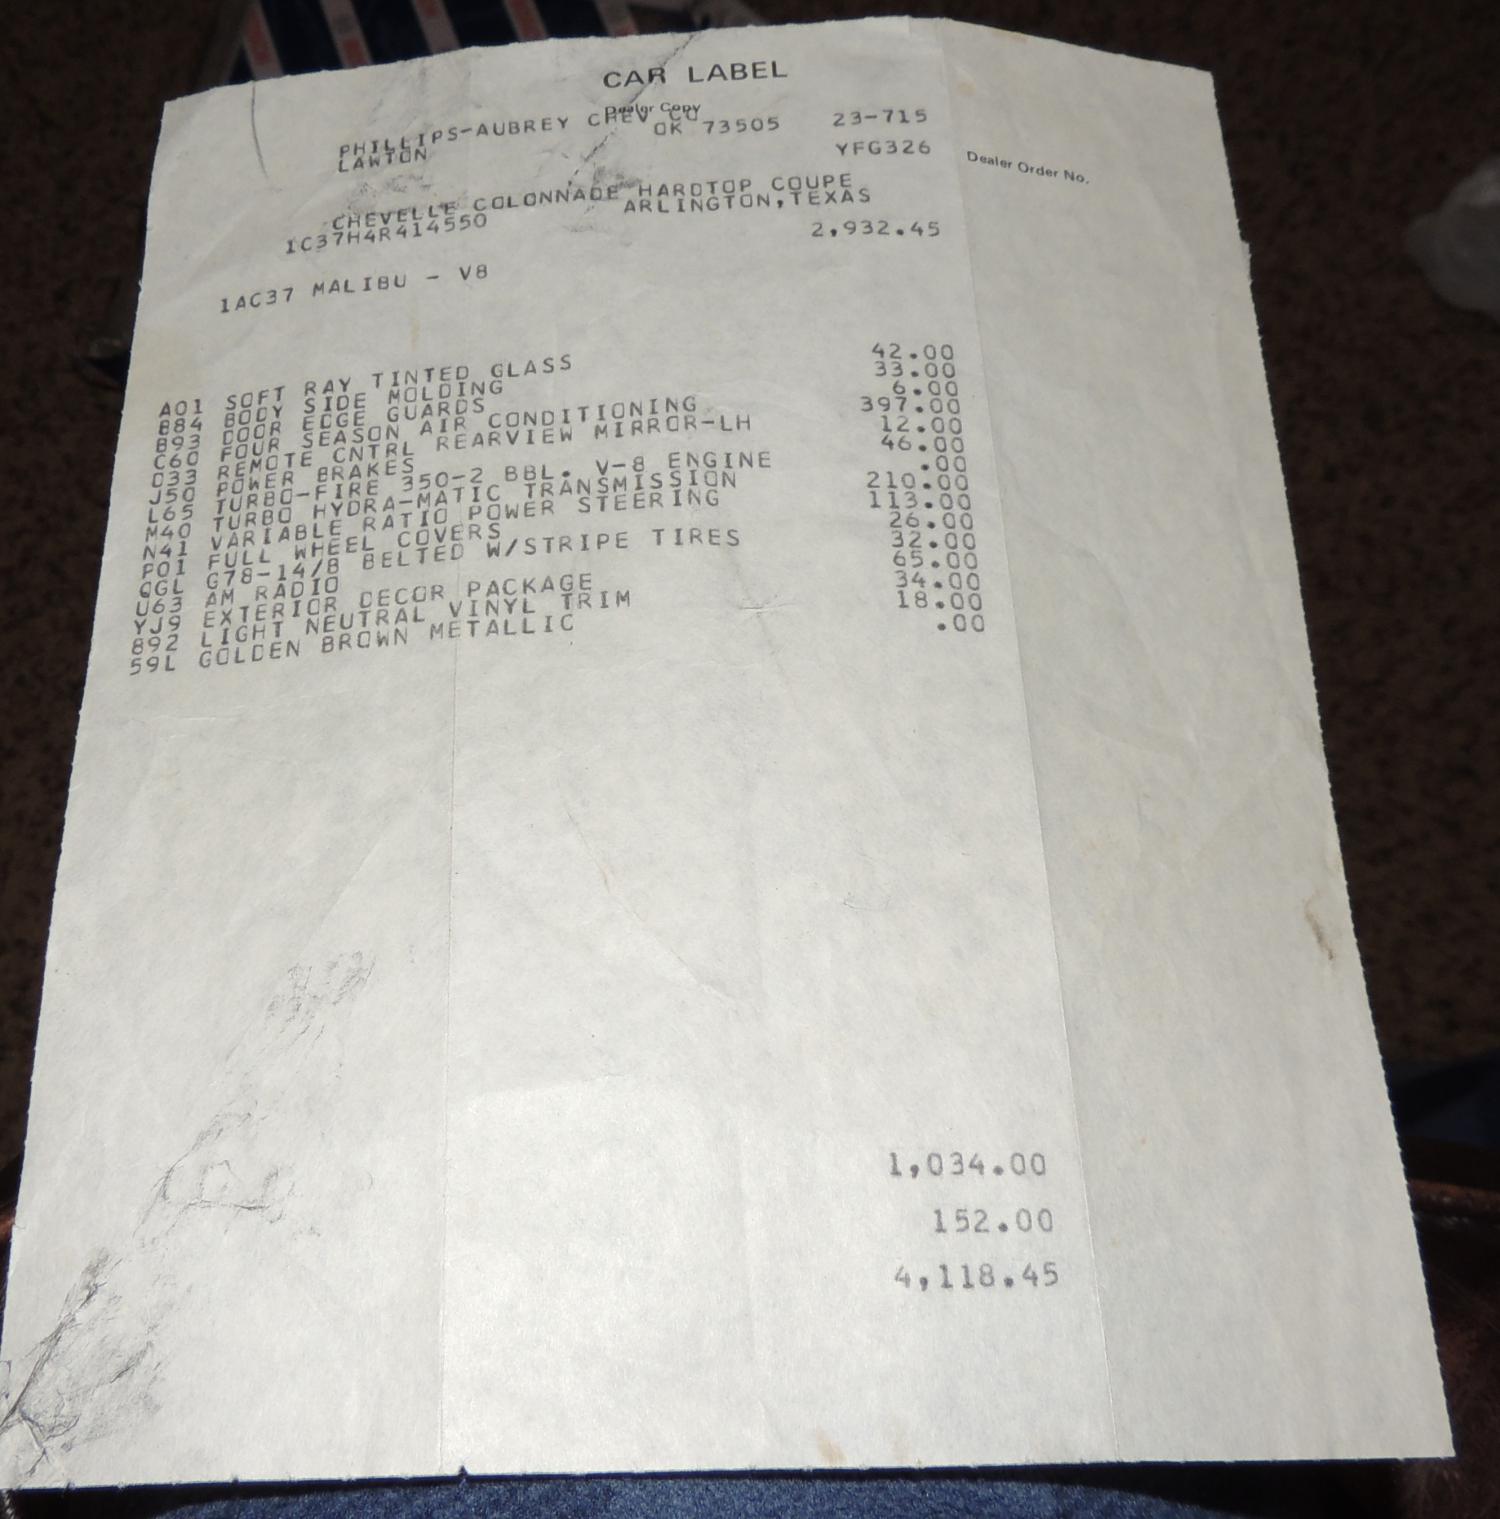 CAR LABEL
Dealer Copy
PHILLIPS-AUBREY CHEV CO 23-715
LAWTON OK 73505 YFG326
Dealer Order No.
CHEVELLE COLONNADE HARDTOP COUPE
1C37H4R414550 ARLINGTON,TEXAS
1AC37 MALIBU - V8 2,932.45
A01 SOFT RAY TINTED GLASS 42.00
B84 BODY SIDE MOLDING 33.00
B93 DOOR EDGE GUARDS 6.00
C60 FOUR SEASON AIR CONDITIONING 397.00
D33 REMOTE CNTRL REARVIEW MIRROR-LH 12.00
J50 POWER BRAKES 46.00
L65 TURBO-FIRE 350-2 BBL. V-8 ENGINE .00
M40 TURBO HYDRA-MATIC TRANSMISSION 210.00
N41 VARIABLE RATIO POWER STEERING 113.00
P01 FULL WHEEL COVERS 26.00
QGL G78-14/B BELTED W/STRIPE TIRES 32.00
U63 AM RADIO 65.00
YJ9 EXTERIOR DECOR PACKAGE 34.00
892 LIGHT NEUTRAL VINYL TRIM 18.00
59L GOLDEN BROWN METALLIC .00
1,034.00
152.00
4,118.45